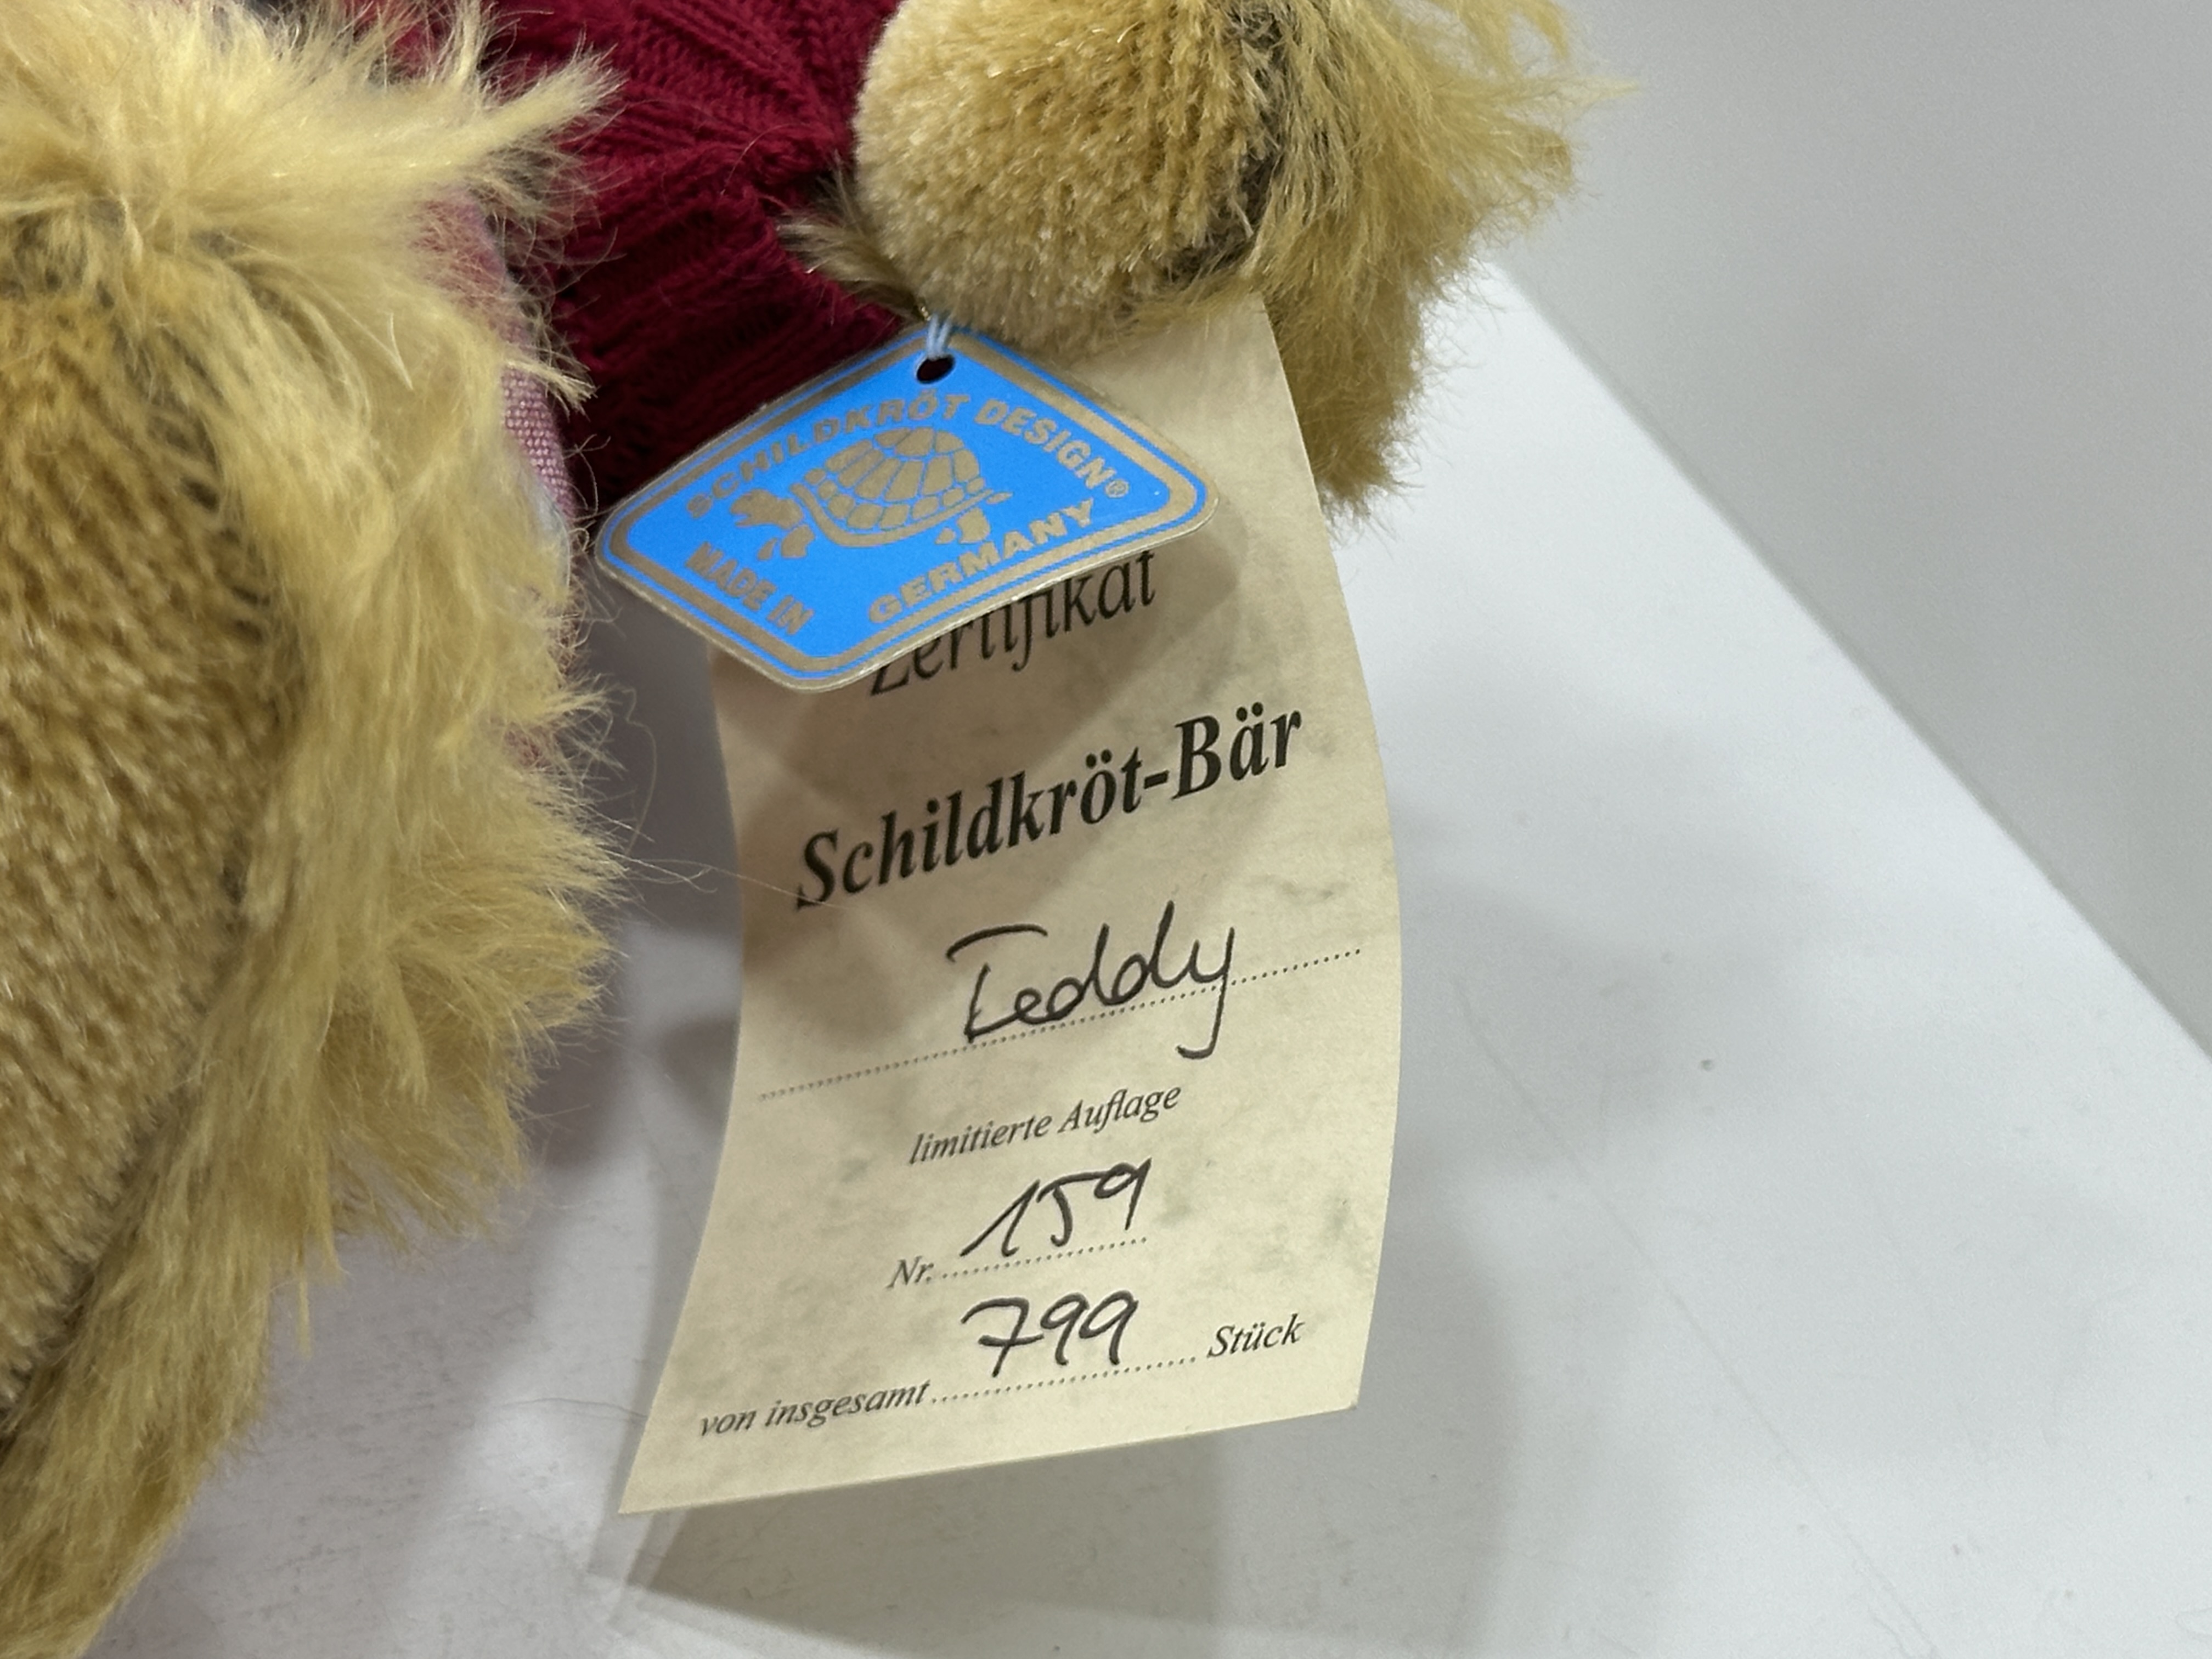 SCHILDKRÖT DESIGN®
MADE IN GERMANY
Zertifikat
Schildkröt-Bär
Teddy
limitierte Auflage
Nr. 159
von insgesamt 799 Stück